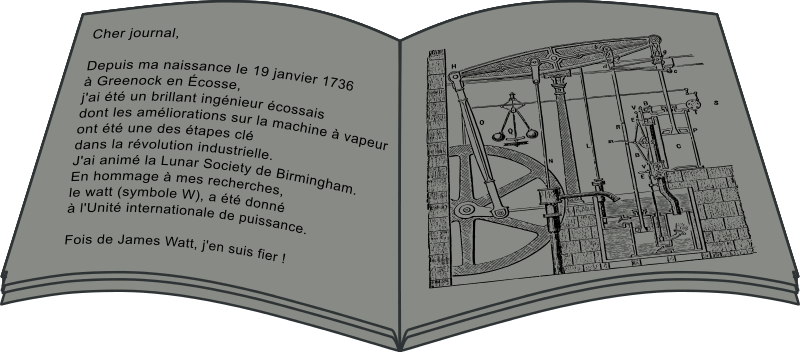 Cher journal,
Depuis ma naissance le 19 janvier 1736
à Greenock en Écosse,
j'ai été un brillant ingénieur écossais
dont les améliorations sur la machine à vapeur
ont été une des étapes clé
dans la révolution industrielle.
J'ai animé la Lunar Society de Birmingham.
En hommage à mes recherches,
le watt (symbole W), a été donné
à l'Unité internationale de puissance.
Fois de James Watt, j'en suis fier !